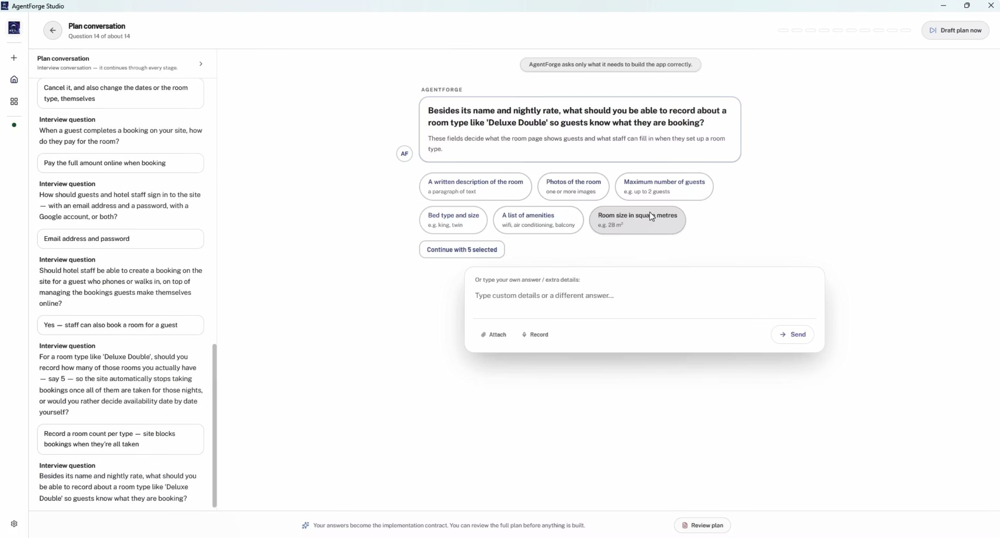 AgentForge Studio
Plan conversation
Question 14 of about 14
Draft plan now
Plan conversation
Interview conversation — it continues through every stage.
Cancel it, and also change the dates or the room
type, themselves
Interview question
When a guest completes a booking on your site, how
do they pay for the room?
Pay the full amount online when booking
Interview question
How should guests and hotel staff sign in to the site
— with an email address and a password, with a
Google account, or both?
Email address and password
Interview question
Should hotel staff be able to create a booking on the
site for a guest who phones or walks in, on top of
managing the bookings guests make themselves
online?
Yes — staff can also book a room for a guest
Interview question
For a room type like 'Deluxe Double', should you
record how many of those rooms you actually have
— say 5 — so the site automatically stops taking
bookings once all of them are taken for those nights,
or would you rather decide availability date by date
yourself?
Record a room count per type — site blocks
bookings when they're all taken
Interview question
Besides its name and nightly rate, what should you
be able to record about a room type like 'Deluxe
Double' so guests know what they are booking?
AgentForge asks only what it needs to build the app correctly.
AGENTFORGE
AF
Besides its name and nightly rate, what should you be able to record about a
room type like 'Deluxe Double' so guests know what they are booking?
These fields decide what the room page shows guests and what staff can fill in when they set up a room
type.
A written description of the room
a paragraph of text
Photos of the room
one or more images
Maximum number of guests
e.g. up to 2 guests
Bed type and size
e.g. king, twin
A list of amenities
wifi, air conditioning, balcony
Room size in square metres
e.g. 28 m²
Continue with 5 selected
Or type your own answer / extra details:
Type custom details or a different answer...
Attach
Record
Send
Your answers become the implementation contract. You can review the full plan before anything is built.
Review plan